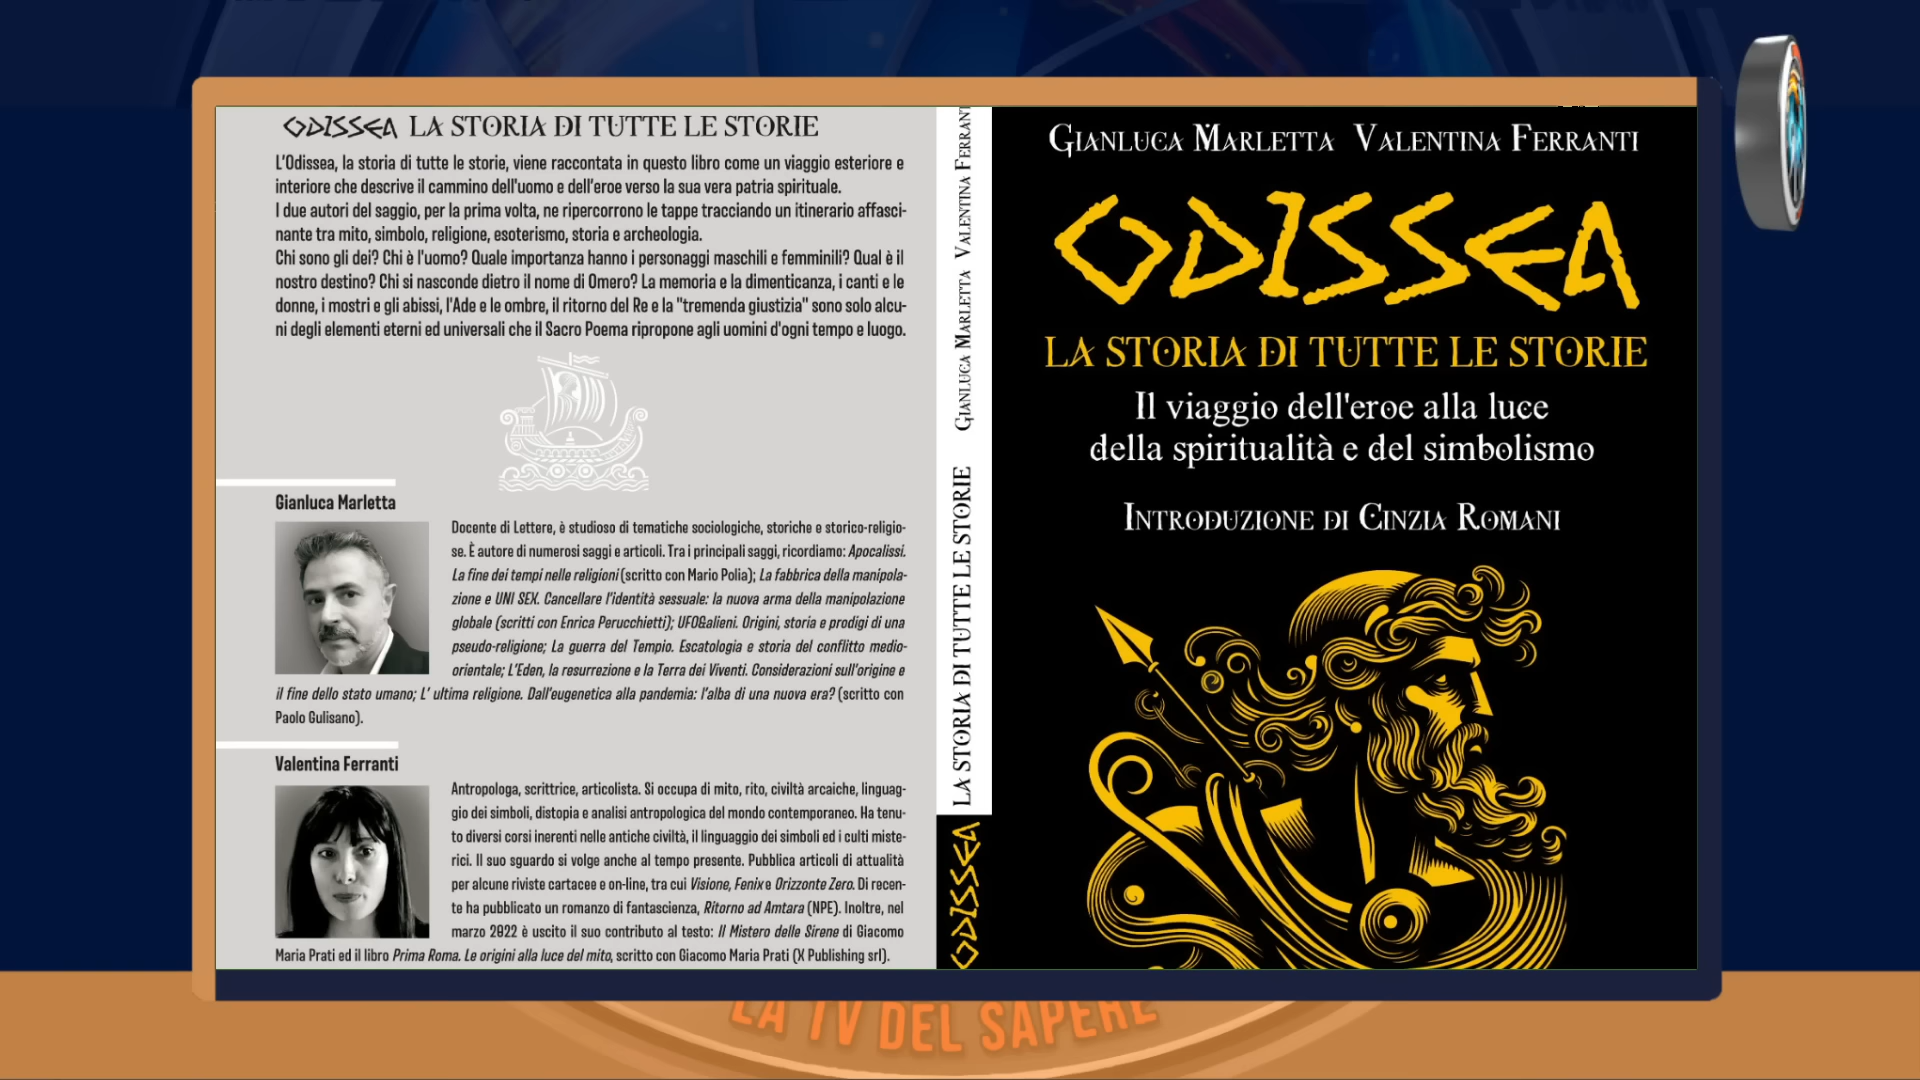 ODISSEA LA STORIA DI TUTTE LE STORIE
L'Odissea, la storia di tutte le storie, viene raccontata in questo libro come un viaggio esteriore e
interiore che descrive il cammino dell'uomo e dell'eroe verso la sua vera patria spirituale.
I due autori del saggio, per la prima volta, ne ripercorrono le tappe tracciando un itinerario affasci-
nante tra mito, simbolo, religione, esoterismo, storia e archeologia.
Chi sono gli dei? Chi è l'uomo? Quale importanza hanno i personaggi maschili e femminili? Qual è il
nostro destino? Chi si nasconde dietro il nome di Omero? La memoria e la dimenticanza, i canti e le
donne, i mostri e gli abissi, l'Ade e le ombre, il ritorno del Re e la "tremenda giustizia" sono solo alcu-
ni degli elementi eterni ed universali che il Sacro Poema ripropone agli uomini d'ogni tempo e luogo.
Gianluca Marletta
Docente di Lettere, è studioso di tematiche sociologiche, storiche e storico-religio-
se. È autore di numerosi saggi e articoli. Tra i principali saggi, ricordiamo: Apocalissi.
La fine dei tempi nelle religioni (scritto con Mario Polia); La fabbrica della manipola-
zione e UNI SEX. Cancellare l'identità sessuale: la nuova arma della manipolazione
globale (scritti con Enrica Perucchietti); UFO&alieni. Origini, storia e prodigi di una
pseudo-religione; La guerra del Tempio. Escatologia e storia del conflitto medio-
orientale; L'Eden, la resurrezione e la Terra dei Viventi. Considerazioni sull'origine e
il fine dello stato umano; L' ultima religione. Dall'eugenetica alla pandemia: l'alba di una nuova era? (scritto con
Paolo Gulisano).
Valentina Ferranti
Antropologa, scrittrice, articolista. Si occupa di mito, rito, civiltà arcaiche, linguag-
gio dei simboli, distopia e analisi antropologica del mondo contemporaneo. Ha tenu-
to diversi corsi inerenti nelle antiche civiltà, il linguaggio dei simboli ed i culti miste-
rici. Il suo sguardo si volge anche al tempo presente. Pubblica articoli di attualità
per alcune riviste cartacee e on-line, tra cui Visione, Fenix e Orizzonte Zero. Di recen-
te ha pubblicato un romanzo di fantascienza, Ritorno ad Amtara (NPE). Inoltre, nel
marzo 2022 è uscito il suo contributo al testo: Il Mistero delle Sirene di Giacomo
Maria Prati ed il libro Prima Roma. Le origini alla luce del mito, scritto con Giacomo Maria Prati (X Publishing srl).
ODISSEA LA STORIA DI TUTTE LE STORIE GIANLUCA MARLETTA VALENTINA FERRANTI
GIANLUCA MARLETTA VALENTINA FERRANTI
ODISSEA
LA STORIA DI TUTTE LE STORIE
Il viaggio dell'eroe alla luce
della spiritualità e del simbolismo
INTRODUZIONE DI CINZIA ROMANI
LA TV DEL SAPERE